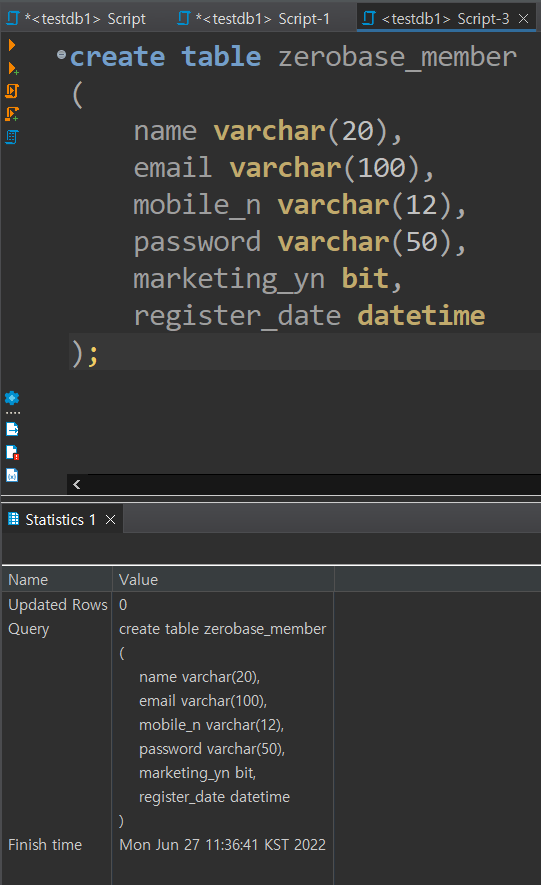 *<testdb1> Script
*<testdb1> Script-1
<testdb1> Script-3
create table zerobase_member
(
name varchar(20),
email varchar(100),
mobile_n varchar(12),
password varchar(50),
marketing_yn bit,
register_date datetime
);
Statistics 1
Name Value
Updated Rows 0
Query create table zerobase_member
(
name varchar(20),
email varchar(100),
mobile_n varchar(12),
password varchar(50),
marketing_yn bit,
register_date datetime
)
Finish time Mon Jun 27 11:36:41 KST 2022